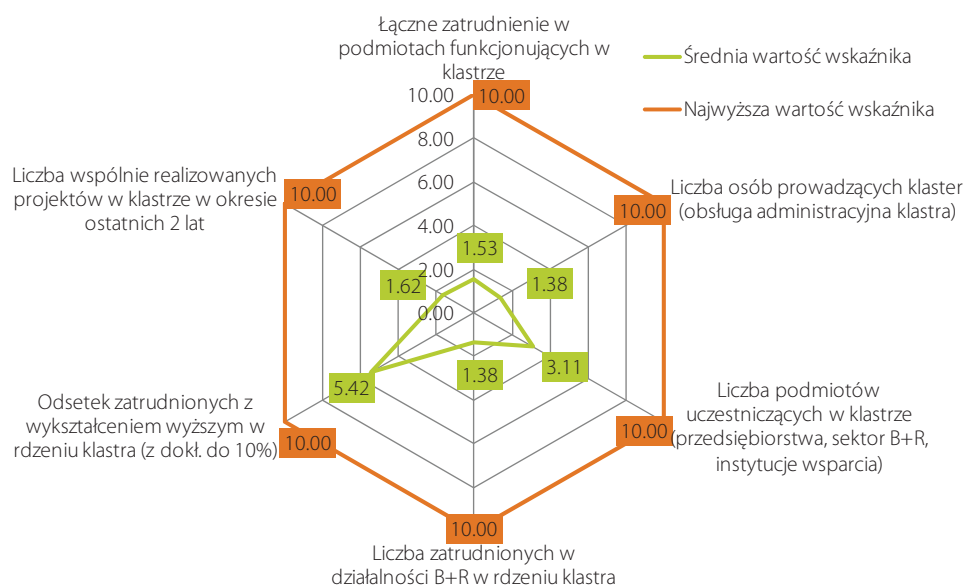 Łączne zatrudnienie w
podmiotach funkcjonujących w
klastrze
Średnia wartość wskaźnika
Najwyższa wartość wskaźnika
10.00
10.00
8.00
6.00
4.00
2.00
0.00
1.53
Liczba wspólnie realizowanych
projektów w klastrze w okresie
ostatnich 2 lat
10.00
1.62
10.00
Liczba osób prowadzących klaster
(obsługa administracyjna klastra)
1.38
3.11
Liczba podmiotów
uczestniczących w klastrze
(przedsiębiorstwa, sektor B+R,
instytucje wsparcia)
10.00
1.38
5.42
Odsetek zatrudnionych z
wykształceniem wyższym w
rdzeniu klastra (z dokł. do 10%)
10.00
10.00
Liczba zatrudnionych w
działalności B+R w rdzeniu klastra